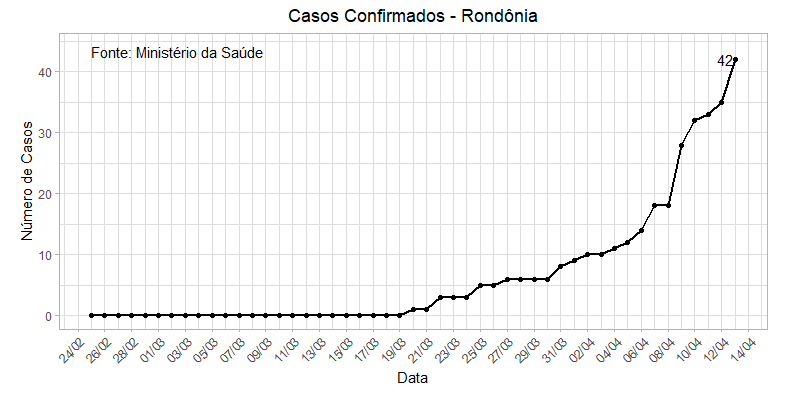 Casos Confirmados - Rondônia
Fonte: Ministério da Saúde
42
Número de Casos
40
30
20
10
0
24/02 26/02 28/02 01/03 03/03 05/03 07/03 09/03 11/03 13/03 15/03 17/03 19/03 21/03 23/03 25/03 27/03 29/03 31/03 02/04 04/04 06/04 08/04 10/04 12/04 14/04
Data